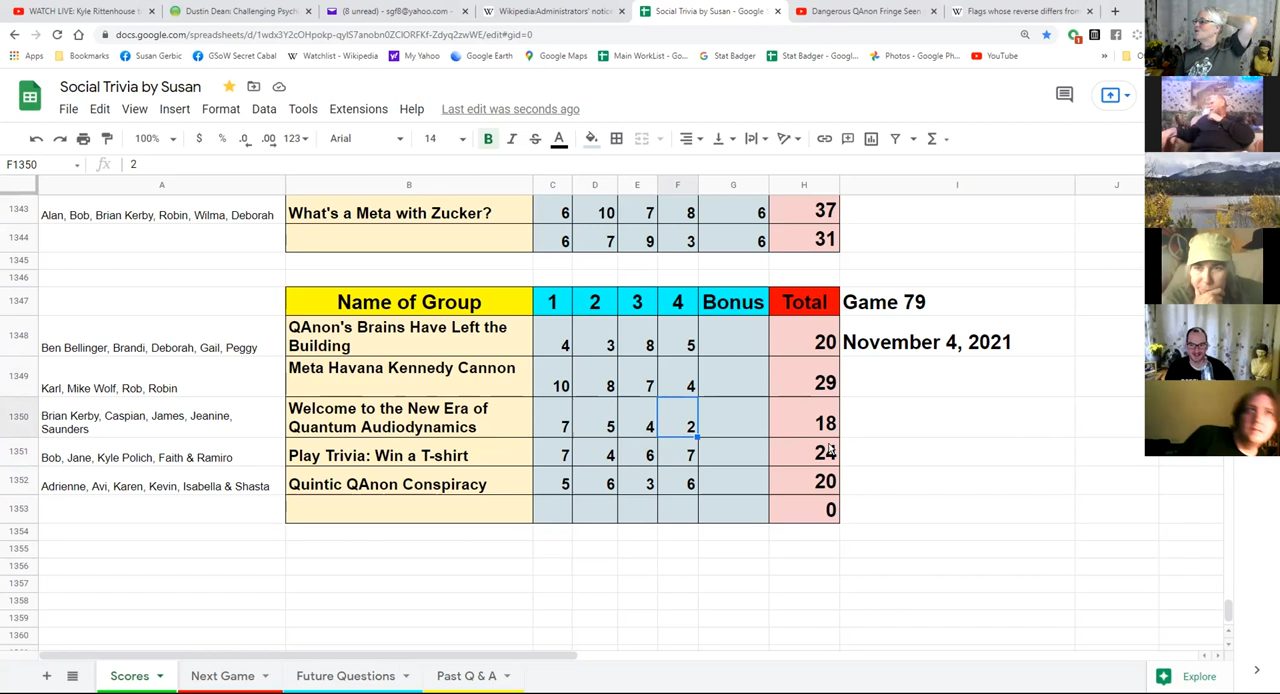 WATCH LIVE: Kyle Rittenhouse t
Dustin Dean: Challenging Psych
(8 unread) - sgf8@yahoo.com -
Wikipedia:Administrators' notic
Social Trivia by Susan - Google S
Dangerous QAnon Fringe Seen
Flags whose reverse differs from
docs.google.com/spreadsheets/d/1wdx3Y2cOHpokp-qyIS7anobn0ZClORFKf-Zdyq2zwWE/edit#gid=0
Apps Bookmarks Susan Gerbic GSoW Secret Cabal Watchlist - Wikipedia My Yahoo Google Earth Google Maps Main WorkList - Go... Stat Badger Stat Badger - Googl... Photos - Google Ph... YouTube
Social Trivia by Susan
File Edit View Insert Format Data Tools Extensions Help Last edit was seconds ago
100% $ % .0 .00 123 Arial 14 B I S A
F1350 fx 2
A B C D E F G H I J
1343 Alan, Bob, Brian Kerby, Robin, Wilma, Deborah What's a Meta with Zucker? 6 10 7 8 6 37
1344 6 7 9 3 6 31
1345
1346
1347 Name of Group 1 2 3 4 Bonus Total Game 79
QAnon's Brains Have Left the
1348 Ben Bellinger, Brandi, Deborah, Gail, Peggy Building 4 3 8 5 20 November 4, 2021
1349 Karl, Mike Wolf, Rob, Robin Meta Havana Kennedy Cannon 10 8 7 4 29
Brian Kerby, Caspian, James, Jeanine, Welcome to the New Era of
1350 Saunders Quantum Audiodynamics 7 5 4 2 18
1351 Bob, Jane, Kyle Polich, Faith & Ramiro Play Trivia: Win a T-shirt 7 4 6 7 24
1352 Adrienne, Avi, Karen, Kevin, Isabella & Shasta Quintic QAnon Conspiracy 5 6 3 6 20
1353 0
1354
1355
1356
1357
1358
1359
1360
Scores Next Game Future Questions Past Q & A Explore